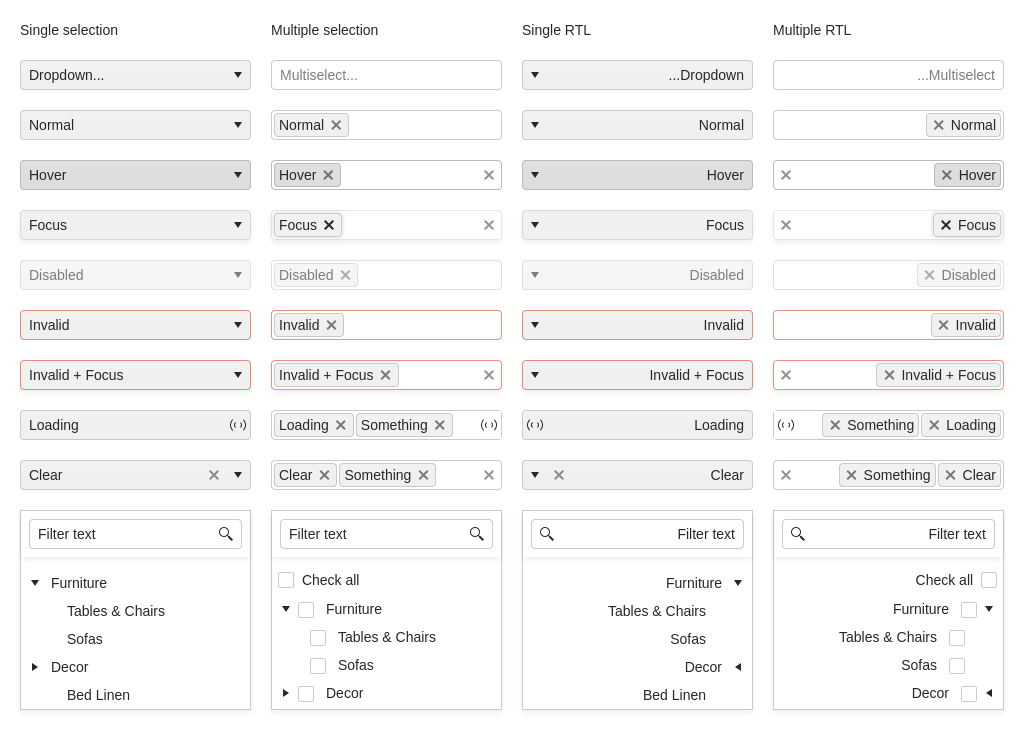 Single selection
Multiple selection
Single RTL
Multiple RTL
Dropdown...
Multiselect...
...Dropdown
...Multiselect
Normal
Normal
Normal
Normal
Hover
Hover
Hover
Hover
Focus
Focus
Focus
Focus
Disabled
Disabled
Disabled
Disabled
Invalid
Invalid
Invalid
Invalid
Invalid + Focus
Invalid + Focus
Invalid + Focus
Invalid + Focus
Loading
Loading Something
Loading
Something Loading
Clear
Clear Something
Clear
Something Clear
Filter text
Furniture
Tables & Chairs
Sofas
Decor
Bed Linen
Filter text
Check all
Furniture
Tables & Chairs
Sofas
Decor
Filter text
Furniture
Tables & Chairs
Sofas
Decor
Bed Linen
Filter text
Check all
Furniture
Tables & Chairs
Sofas
Decor